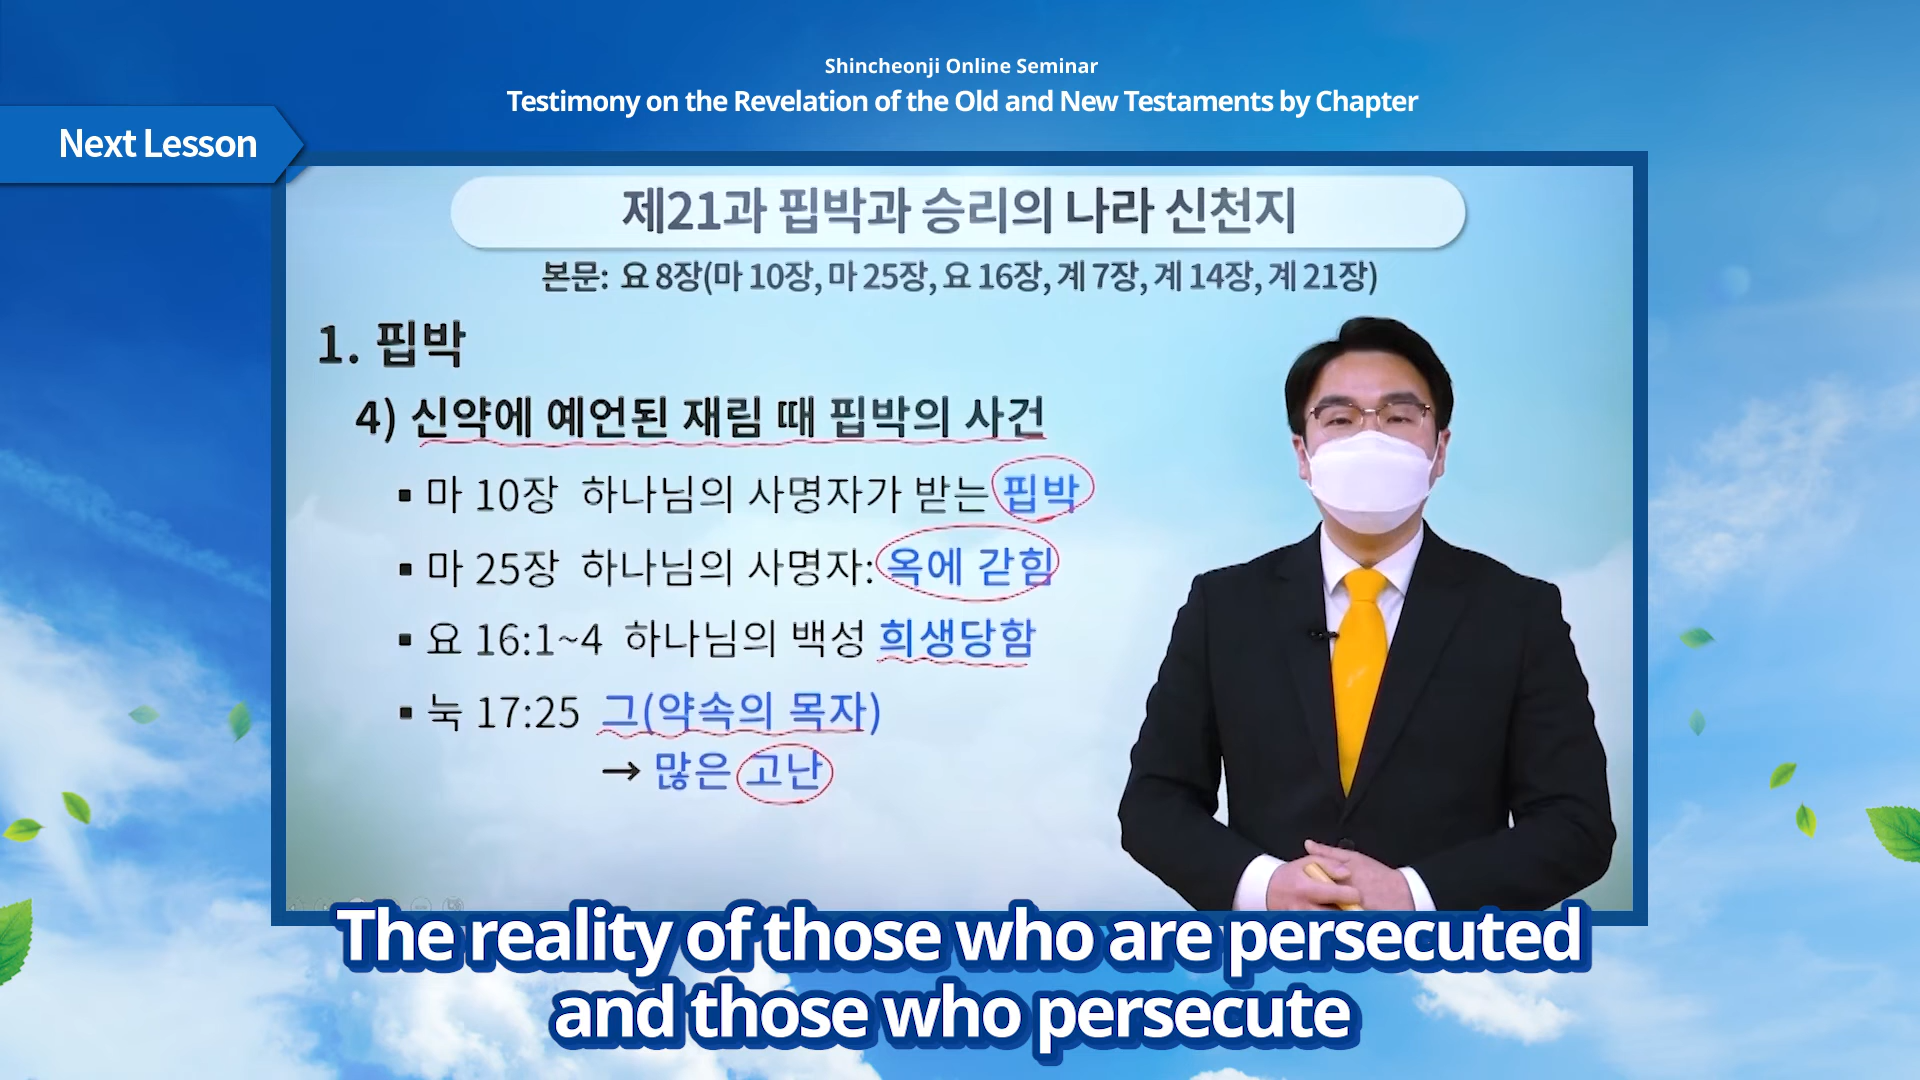 Shincheonji Online Seminar
Testimony on the Revelation of the Old and New Testaments by Chapter
Next Lesson
제21과 핍박과 승리의 나라 신천지
본문: 요 8장(마 10장, 마 25장, 요 16장, 계 7장, 계 14장, 계 21장)
1. 핍박
4) 신약에 예언된 재림 때 핍박의 사건
▪ 마 10장 하나님의 사명자가 받는 핍박
▪ 마 25장 하나님의 사명자: 옥에 갇힘
▪ 요 16:1~4 하나님의 백성 희생당함
▪ 눅 17:25 그(약속의 목자)
→ 많은 고난
The reality of those who are persecuted
and those who persecute